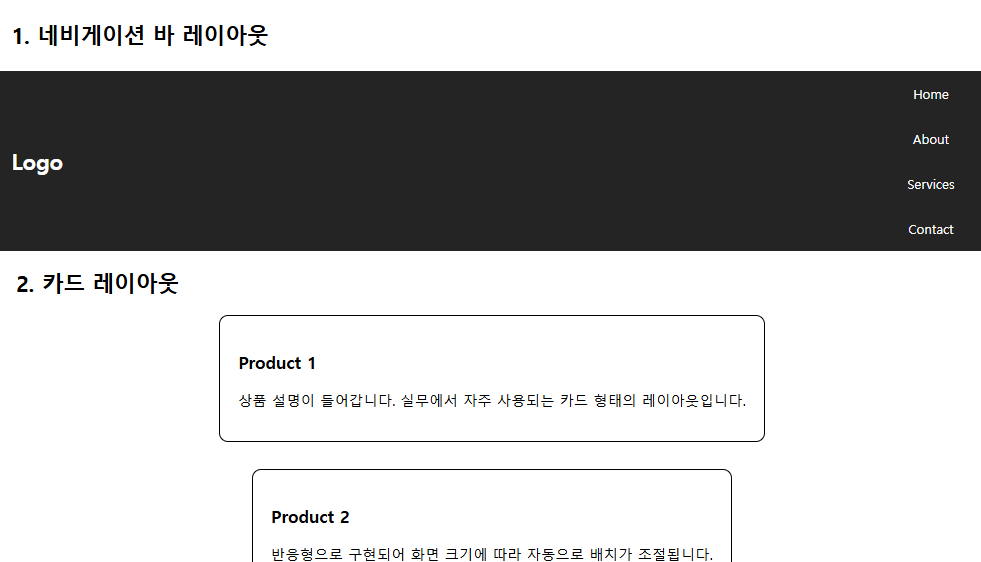 1. 네비게이션 바 레이아웃
Home
About
Logo
Services
Contact
2. 카드 레이아웃
Product 1
상품 설명이 들어갑니다. 실무에서 자주 사용되는 카드 형태의 레이아웃입니다.
Product 2
반응형으로 구현되어 화면 크기에 따라 자동으로 배치가 조절됩니다.